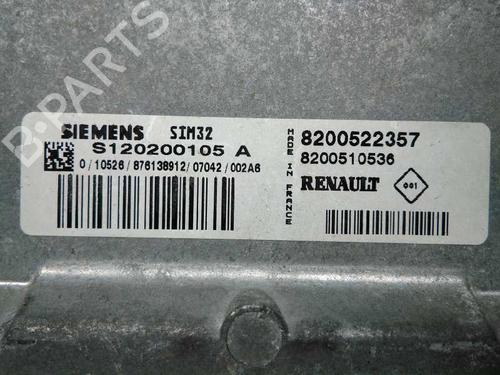 B-PARTS
SIEMENS SIM32
S120200105 A
0/10526/876138912/07042/002A6
MADE IN FRANCE
8200522357
8200510536
RENAULT 001